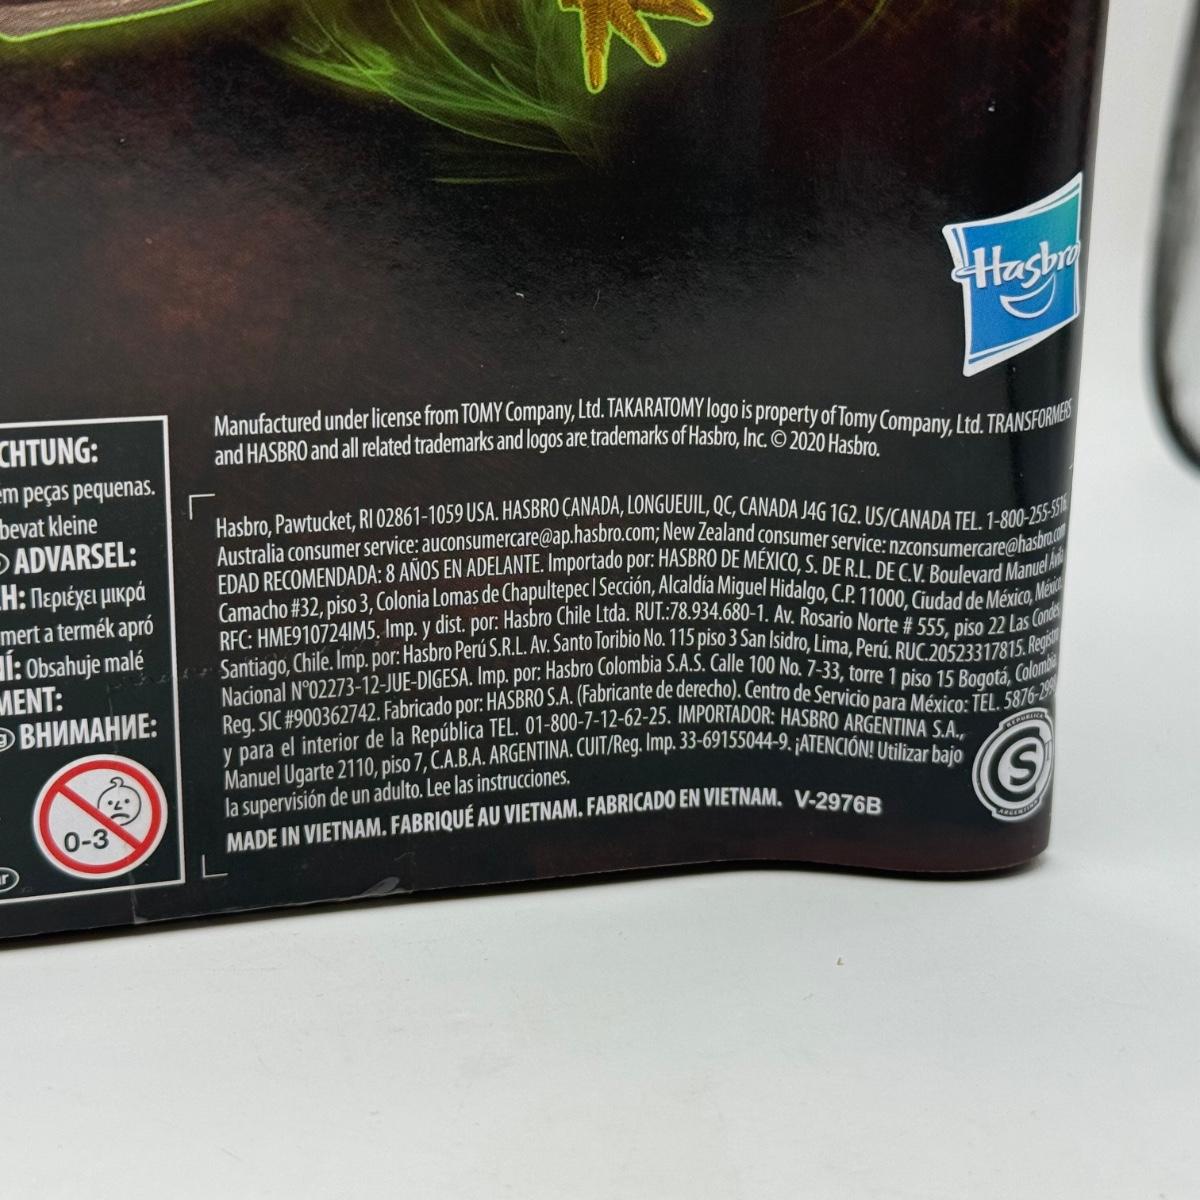 Hasbro
Manufactured under license from TOMY Company, Ltd. TAKARATOMY logo is property of Tomy Company, Ltd. TRANSFORMERS
and HASBRO and all related trademarks and logos are trademarks of Hasbro, Inc. © 2020 Hasbro.
CHTUNG:
em peças pequenas.
bevat kleine
ADVARSEL:
H: Περιέχει μικρά
mert a termék apró
NÍ: Obsahuje malé
MENT:
ВНИМАНИЕ:
0-3
Hasbro, Pawtucket, RI 02861-1059 USA. HASBRO CANADA, LONGUEUIL, QC, CANADA J4G 1G2. US/CANADA TEL. 1-800-255-5516.
Australia consumer service: auconsumercare@ap.hasbro.com; New Zealand consumer service: nzconsumercare@hasbro.com
EDAD RECOMENDADA: 8 AÑOS EN ADELANTE. Importado por: HASBRO DE MÉXICO, S. DE R.L. DE C.V. Boulevard Manuel Ávila
Camacho #32, piso 3, Colonia Lomas de Chapultepec I Sección, Alcaldía Miguel Hidalgo, C.P. 11000, Ciudad de México, México.
RFC: HME910724IM5. Imp. y dist. por: Hasbro Chile Ltda. RUT.:78.934.680-1. Av. Rosario Norte # 555, piso 22 Las Condes,
Santiago, Chile. Imp. por: Hasbro Perú S.R.L. Av. Santo Toribio No. 115 piso 3 San Isidro, Lima, Perú. RUC.20523317815. Registro
Nacional N°02273-12-JUE-DIGESA. Imp. por: Hasbro Colombia S.A.S. Calle 100 No. 7-33, torre 1 piso 15 Bogotá, Colombia.
Reg. SIC #900362742. Fabricado por: HASBRO S.A. (Fabricante de derecho). Centro de Servicio para México: TEL. 5876-2998
y para el interior de la República TEL. 01-800-7-12-62-25. IMPORTADOR: HASBRO ARGENTINA S.A.,
Manuel Ugarte 2110, piso 7, C.A.B.A. ARGENTINA. CUIT/Reg. Imp. 33-69155044-9. ¡ATENCIÓN! Utilizar bajo
la supervisión de un adulto. Lee las instrucciones.
MADE IN VIETNAM. FABRIQUÉ AU VIETNAM. FABRICADO EN VIETNAM. V-2976B
REPUBLICA
S
ARGENTINA